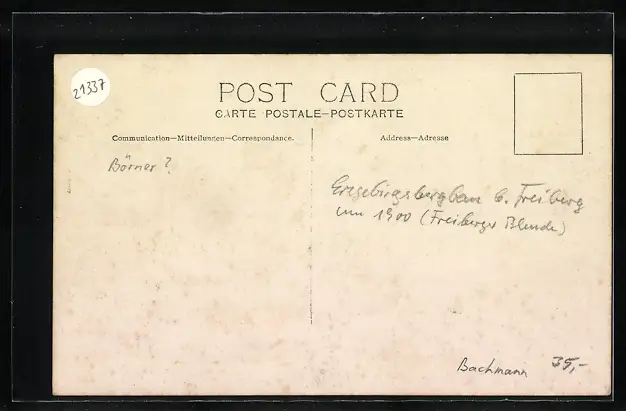 21337
POST CARD
CARTE POSTALE—POSTKARTE
Communication—Mitteilungen—Correspondance.
Address—Adresse
Börner ?
Erzgebirgsbergbau b. Freiberg
um 1900 (Freiberger Blende)
Bachmann 35,-